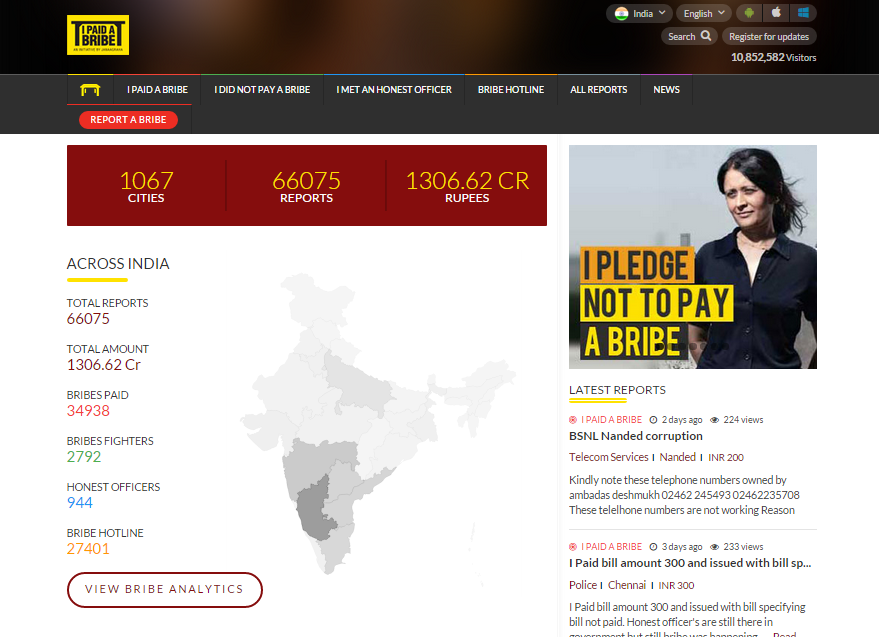 I PAID A
BRIBE
AN INITIATIVE BY JANAAGRAHA
India
English
Search
Register for updates
10,852,582 Visitors
I PAID A BRIBE
I DID NOT PAY A BRIBE
I MET AN HONEST OFFICER
BRIBE HOTLINE
ALL REPORTS
NEWS
REPORT A BRIBE
1067
CITIES
66075
REPORTS
1306.62 CR
RUPEES
ACROSS INDIA
TOTAL REPORTS
66075
TOTAL AMOUNT
1306.62 Cr
BRIBES PAID
34938
BRIBES FIGHTERS
2792
HONEST OFFICERS
944
BRIBE HOTLINE
27401
VIEW BRIBE ANALYTICS
I PLEDGE
NOT TO PAY
A BRIBE
LATEST REPORTS
I PAID A BRIBE 2 days ago 224 views
BSNL Nanded corruption
Telecom Services I Nanded I INR 200
Kindly note these telephone numbers owned by
ambadas deshmukh 02462 245493 02462235708
These telelhone numbers are not working Reason
I PAID A BRIBE 3 days ago 233 views
I Paid bill amount 300 and issued with bill sp...
Police I Chennai I INR 300
I Paid bill amount 300 and issued with bill specifying
bill not paid. Honest officer's are still there in
government but still bribe was happening.... Read